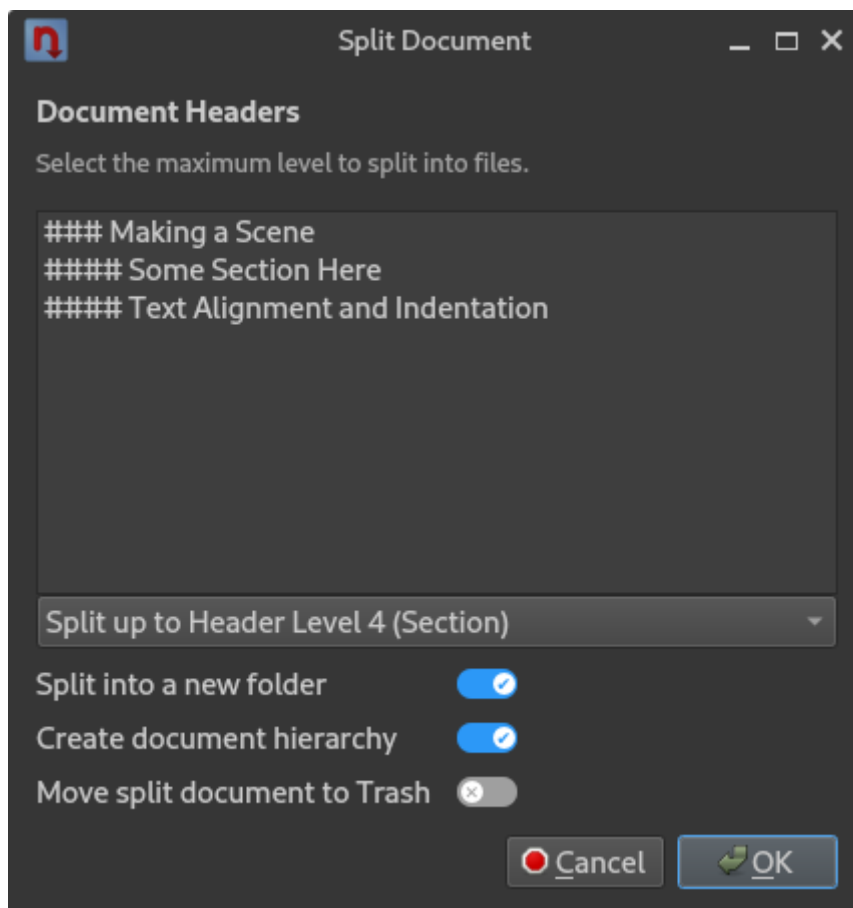 Split Document
Document Headers
Select the maximum level to split into files.
### Making a Scene
#### Some Section Here
#### Text Alignment and Indentation
Split up to Header Level 4 (Section)
Split into a new folder
Create document hierarchy
Move split document to Trash
Cancel OK